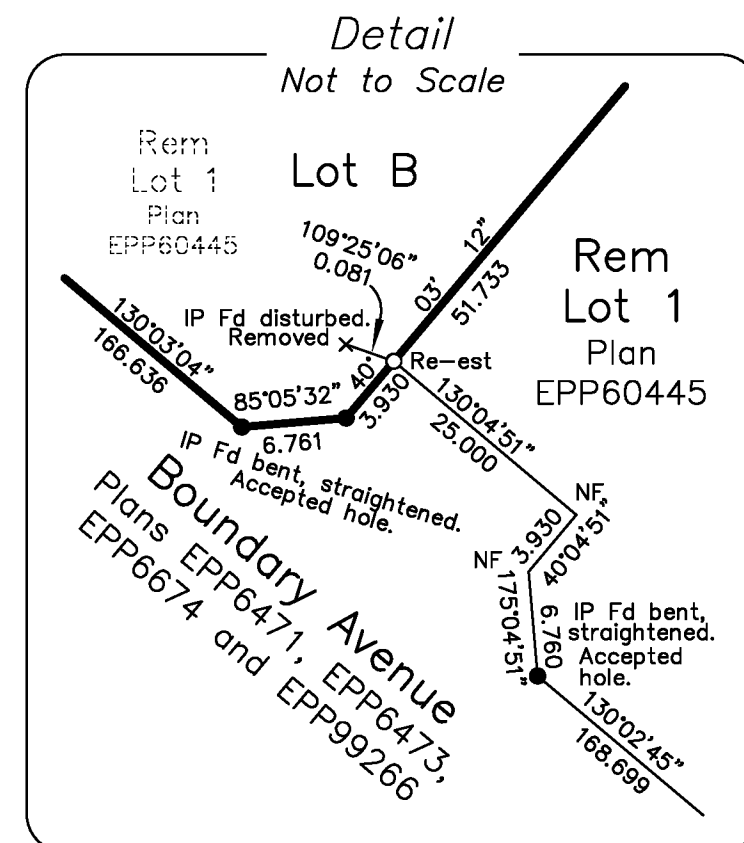 Detail
Not to Scale
Rem
Lot 1
Plan
EPP60445
Lot B
109°25'06"
0.081
03' 12"
51.733
Rem
Lot 1
Plan
EPP60445
IP Fd disturbed.
Removed
Re-est
130°03'04"
166.636
40°
3.930
85°05'32"
6.761
130°04'51"
25.000
IP Fd bent, straightened.
Accepted
hole.
NF
3.930
40°04'51"
NF
175°04'51"
6.760
IP Fd bent,
straightened.
Accepted
hole.
Boundary Avenue
Plans EPP6471, EPP6473,
EPP6674 and EPP99266
130°02'45"
168.699